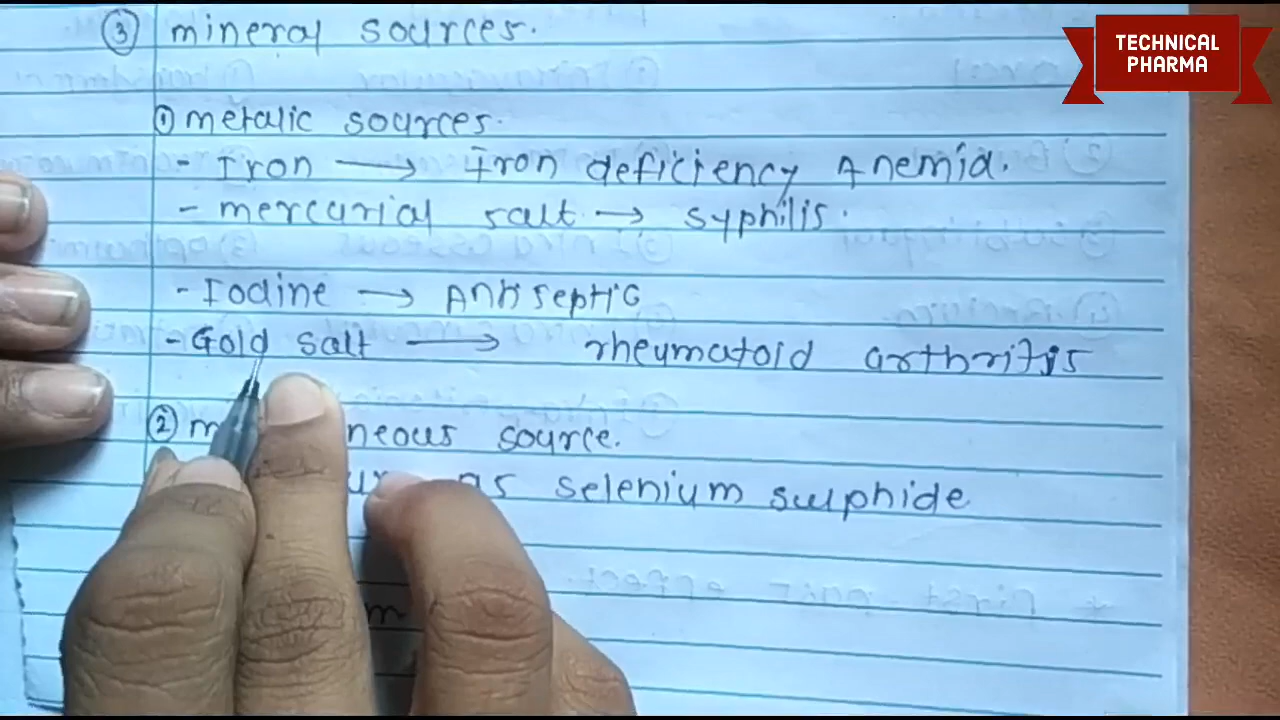 TECHNICAL
PHARMA
③ mineral sources.
① metalic sources.
- Iron → Iron deficiency Anemia.
- mercurial salt → syphilis.
- Iodine → Antiseptic
- Gold salt → rheymatoid arthritis
② neous source.
as selenium sulphide